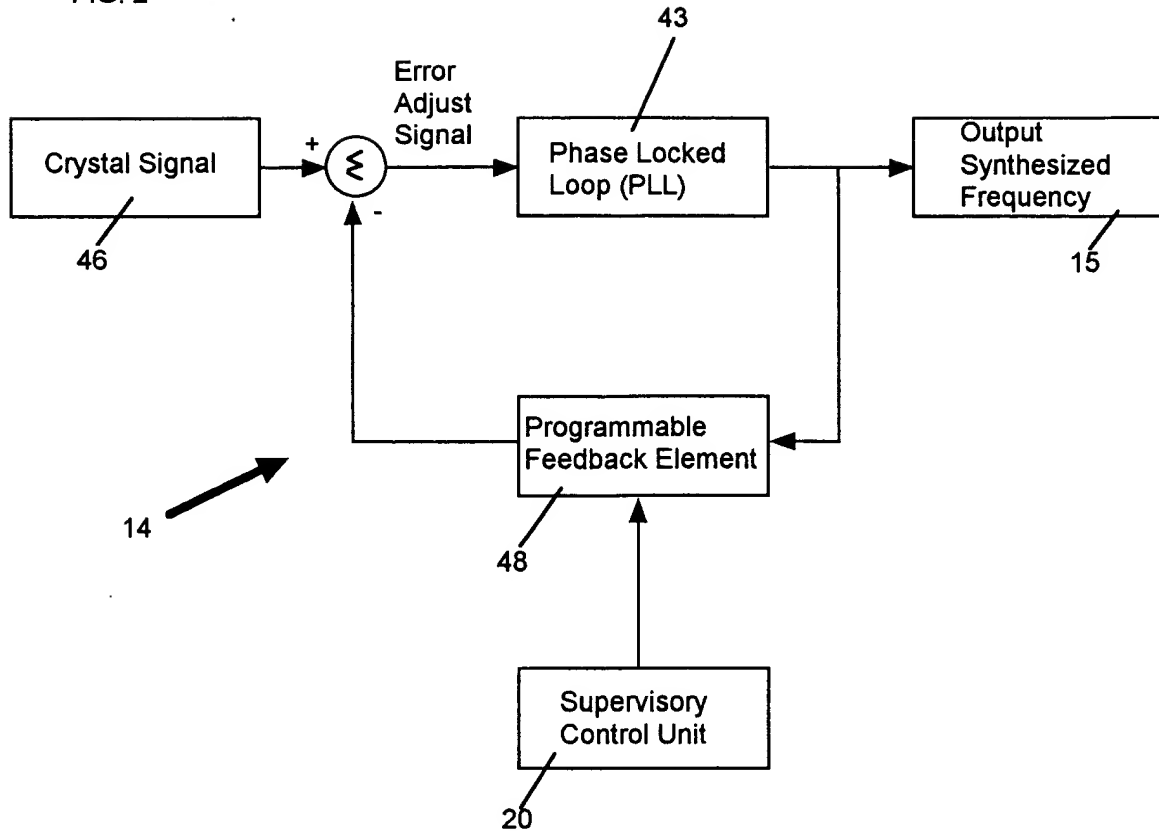 43
Error
Adjust
Signal
Crystal Signal
+
-
Phase Locked
Loop (PLL)
Output
Synthesized
Frequency
46
15
Programmable
Feedback Element
14
48
Supervisory
Control Unit
20